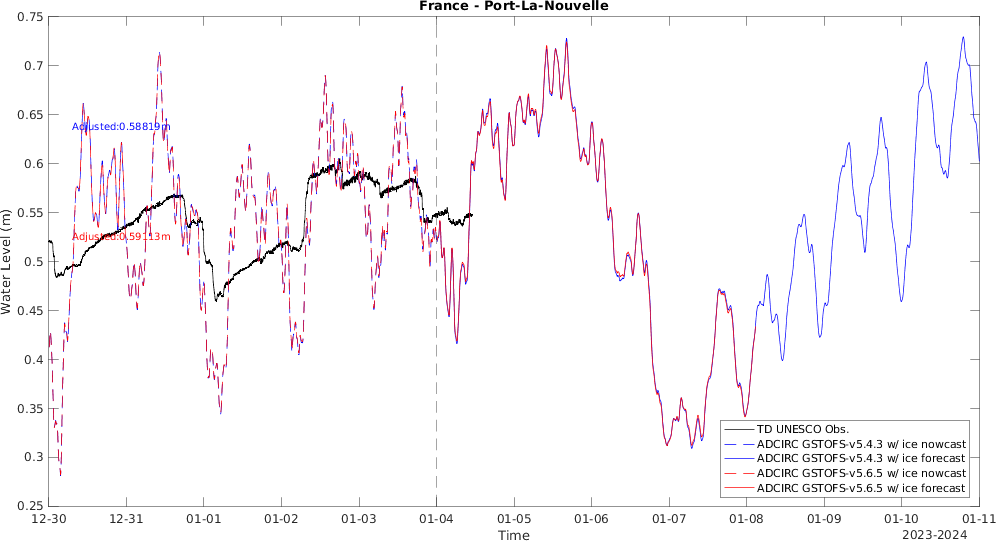 France - Port-La-Nouvelle
0.75
0.7
0.65
0.6
0.55
0.5
0.45
0.4
0.35
0.3
0.25
Water Level (m)
Adjusted:0.58819m
Adjusted:0.59113m
TD UNESCO Obs.
ADCIRC GSTOFS-v5.4.3 w/ ice nowcast
ADCIRC GSTOFS-v5.4.3 w/ ice forecast
ADCIRC GSTOFS-v5.6.5 w/ ice nowcast
ADCIRC GSTOFS-v5.6.5 w/ ice forecast
12-30 12-31 01-01 01-02 01-03 01-04 01-05 01-06 01-07 01-08 01-09 01-10 01-11
Time
2023-2024